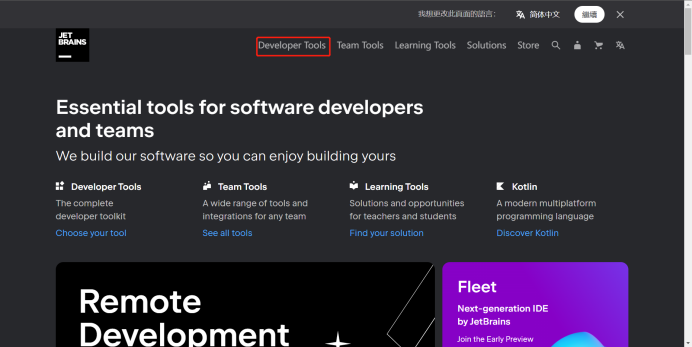 我想更改此頁面的語言： 简体中文 繼續
JET
BRAINS
Developer Tools Team Tools Learning Tools Solutions Store
Essential tools for software developers
and teams
We build our software so you can enjoy building yours
Developer Tools
The complete
developer toolkit
Choose your tool
Team Tools
A wide range of tools and
integrations for any team
See all tools
Learning Tools
Solutions and opportunities
for teachers and students
Find your solution
Kotlin
A modern multiplatform
programming language
Discover Kotlin
Remote
Development
Fleet
Next-generation IDE
by JetBrains
Join the Early Preview